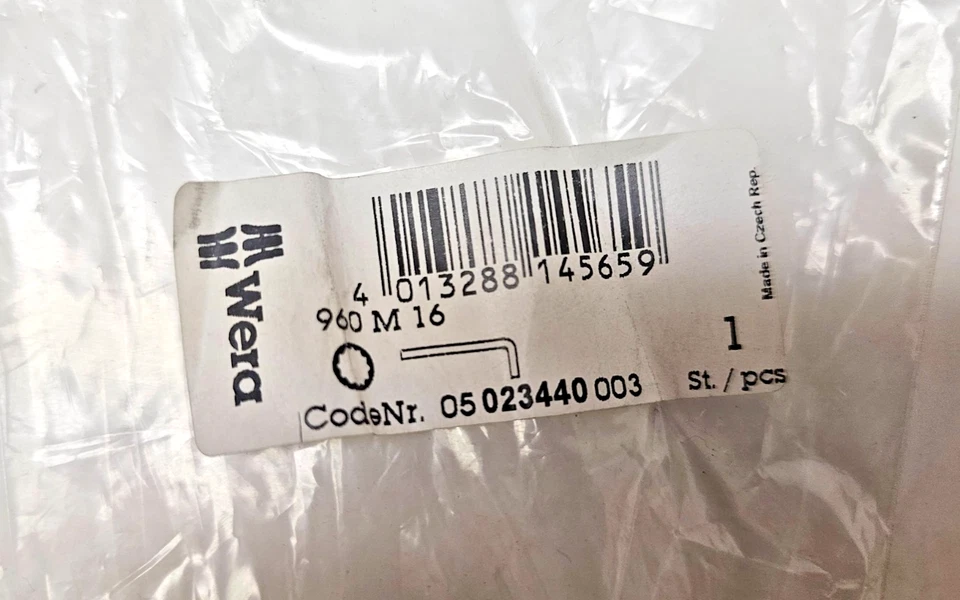 Wera
4 013288 145659
960 M 16
CodeNr. 05 023440 003
1
St. / pcs
Made in Czech Rep.